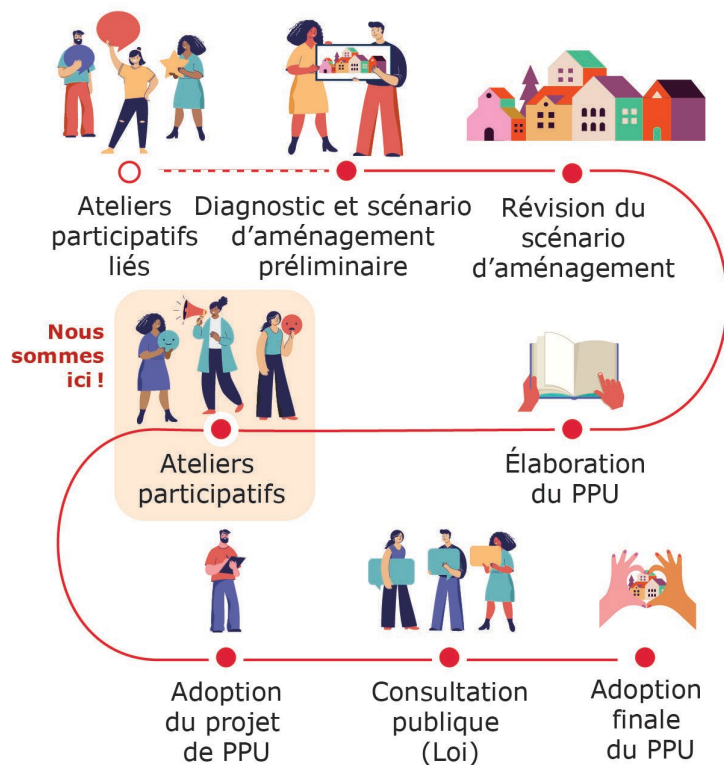 Ateliers
participatifs
liés
Diagnostic et scénario
d'aménagement
préliminaire
Révision du
scénario
d'aménagement
Élaboration
du PPU
Nous
sommes
ici !
Ateliers
participatifs
Adoption
du projet
de PPU
Consultation
publique
(Loi)
Adoption
finale
du PPU